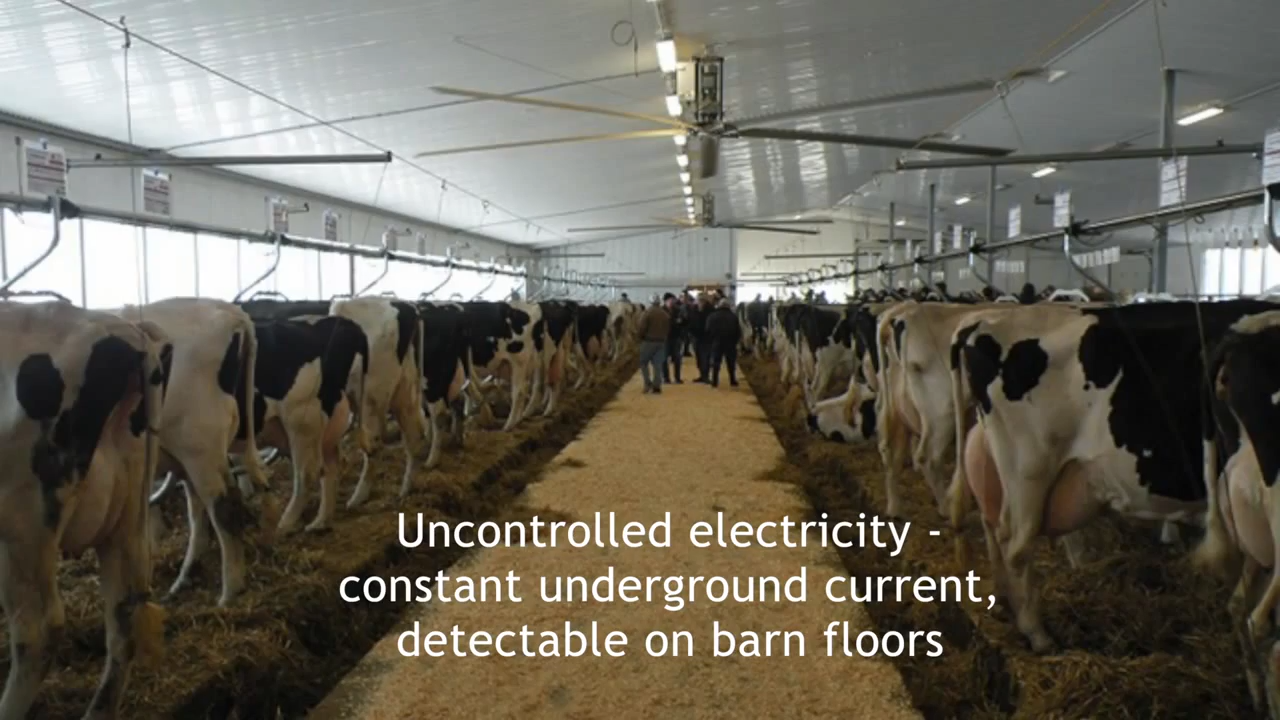 Uncontrolled electricity -
constant underground current,
detectable on barn floors